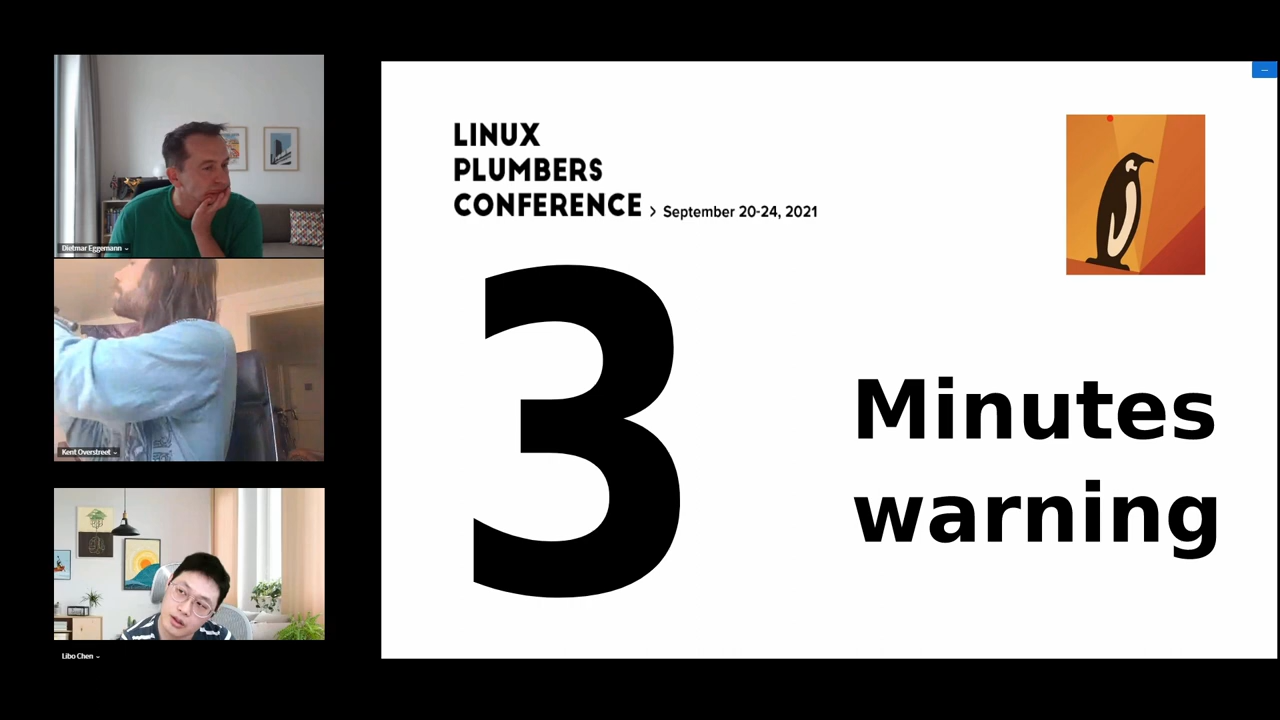 Dietmar Eggemann
Kent Overstreet
Libo Chen
LINUX
PLUMBERS
CONFERENCE > September 20-24, 2021
3
Minutes
warning